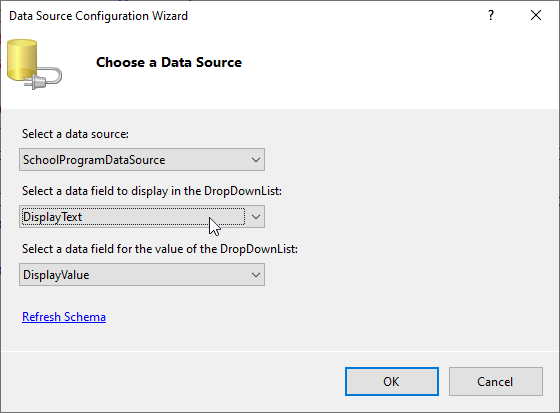 Data Source Configuration Wizard
Choose a Data Source
Select a data source:
SchoolProgramDataSource
Select a data field to display in the DropDownList:
DisplayText
Select a data field for the value of the DropDownList:
DisplayValue
Refresh Schema
OK Cancel